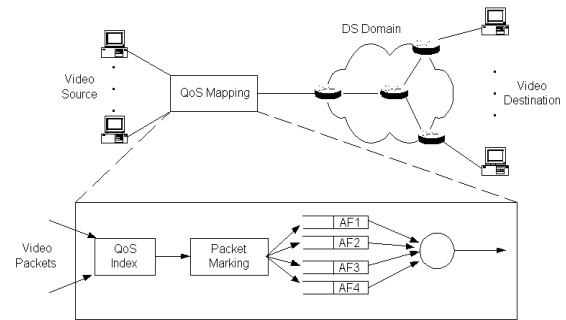 DS Domain
Video
Source
QoS Mapping
Video
Destination
Video
Packets
QoS
Index
Packet
Marking
AF1
AF2
AF3
AF4